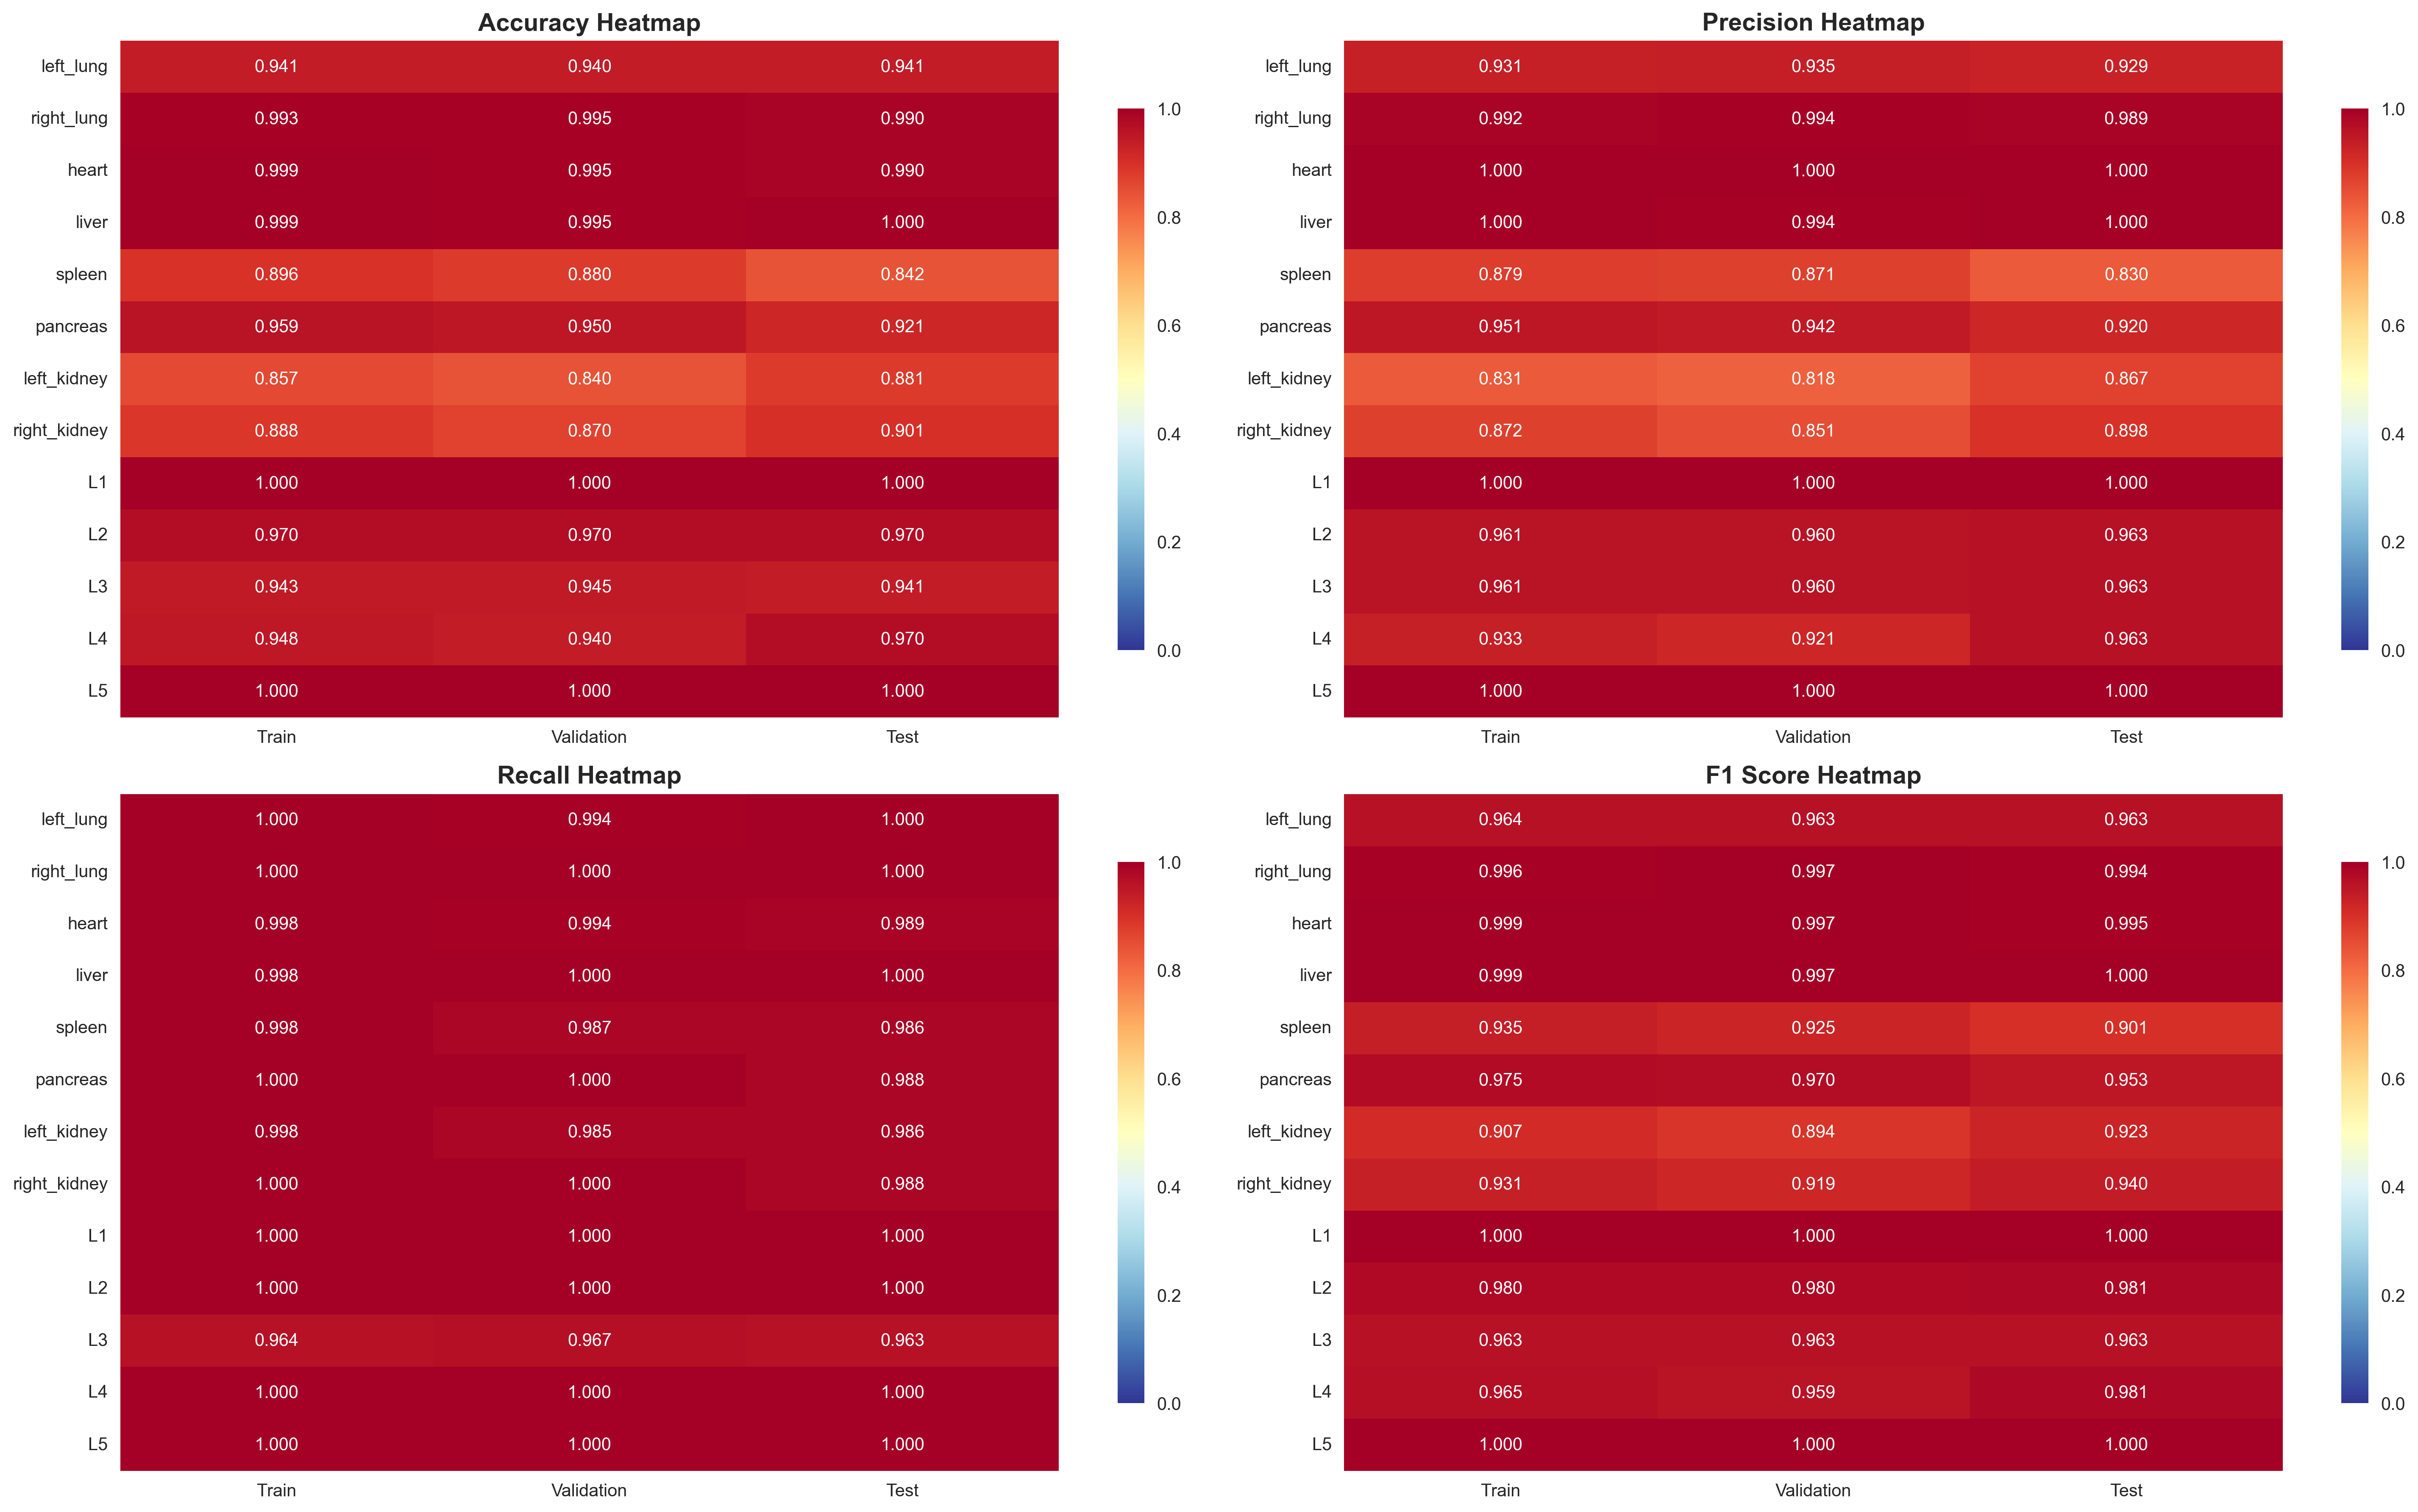 Accuracy Heatmap
left_lung 0.941 0.940 0.941
right_lung 0.993 0.995 0.990
heart 0.999 0.995 0.990
liver 0.999 0.995 1.000
spleen 0.896 0.880 0.842
pancreas 0.959 0.950 0.921
left_kidney 0.857 0.840 0.881
right_kidney 0.888 0.870 0.901
L1 1.000 1.000 1.000
L2 0.970 0.970 0.970
L3 0.943 0.945 0.941
L4 0.948 0.940 0.970
L5 1.000 1.000 1.000
Train Validation Test
1.0
0.8
0.6
0.4
0.2
0.0
Precision Heatmap
left_lung 0.931 0.935 0.929
right_lung 0.992 0.994 0.989
heart 1.000 1.000 1.000
liver 1.000 0.994 1.000
spleen 0.879 0.871 0.830
pancreas 0.951 0.942 0.920
left_kidney 0.831 0.818 0.867
right_kidney 0.872 0.851 0.898
L1 1.000 1.000 1.000
L2 0.961 0.960 0.963
L3 0.961 0.960 0.963
L4 0.933 0.921 0.963
L5 1.000 1.000 1.000
Train Validation Test
1.0
0.8
0.6
0.4
0.2
0.0
Recall Heatmap
left_lung 1.000 0.994 1.000
right_lung 1.000 1.000 1.000
heart 0.998 0.994 0.989
liver 0.998 1.000 1.000
spleen 0.998 0.987 0.986
pancreas 1.000 1.000 0.988
left_kidney 0.998 0.985 0.986
right_kidney 1.000 1.000 0.988
L1 1.000 1.000 1.000
L2 1.000 1.000 1.000
L3 0.964 0.967 0.963
L4 1.000 1.000 1.000
L5 1.000 1.000 1.000
Train Validation Test
1.0
0.8
0.6
0.4
0.2
0.0
F1 Score Heatmap
left_lung 0.964 0.963 0.963
right_lung 0.996 0.997 0.994
heart 0.999 0.997 0.995
liver 0.999 0.997 1.000
spleen 0.935 0.925 0.901
pancreas 0.975 0.970 0.953
left_kidney 0.907 0.894 0.923
right_kidney 0.931 0.919 0.940
L1 1.000 1.000 1.000
L2 0.980 0.980 0.981
L3 0.963 0.963 0.963
L4 0.965 0.959 0.981
L5 1.000 1.000 1.000
Train Validation Test
1.0
0.8
0.6
0.4
0.2
0.0